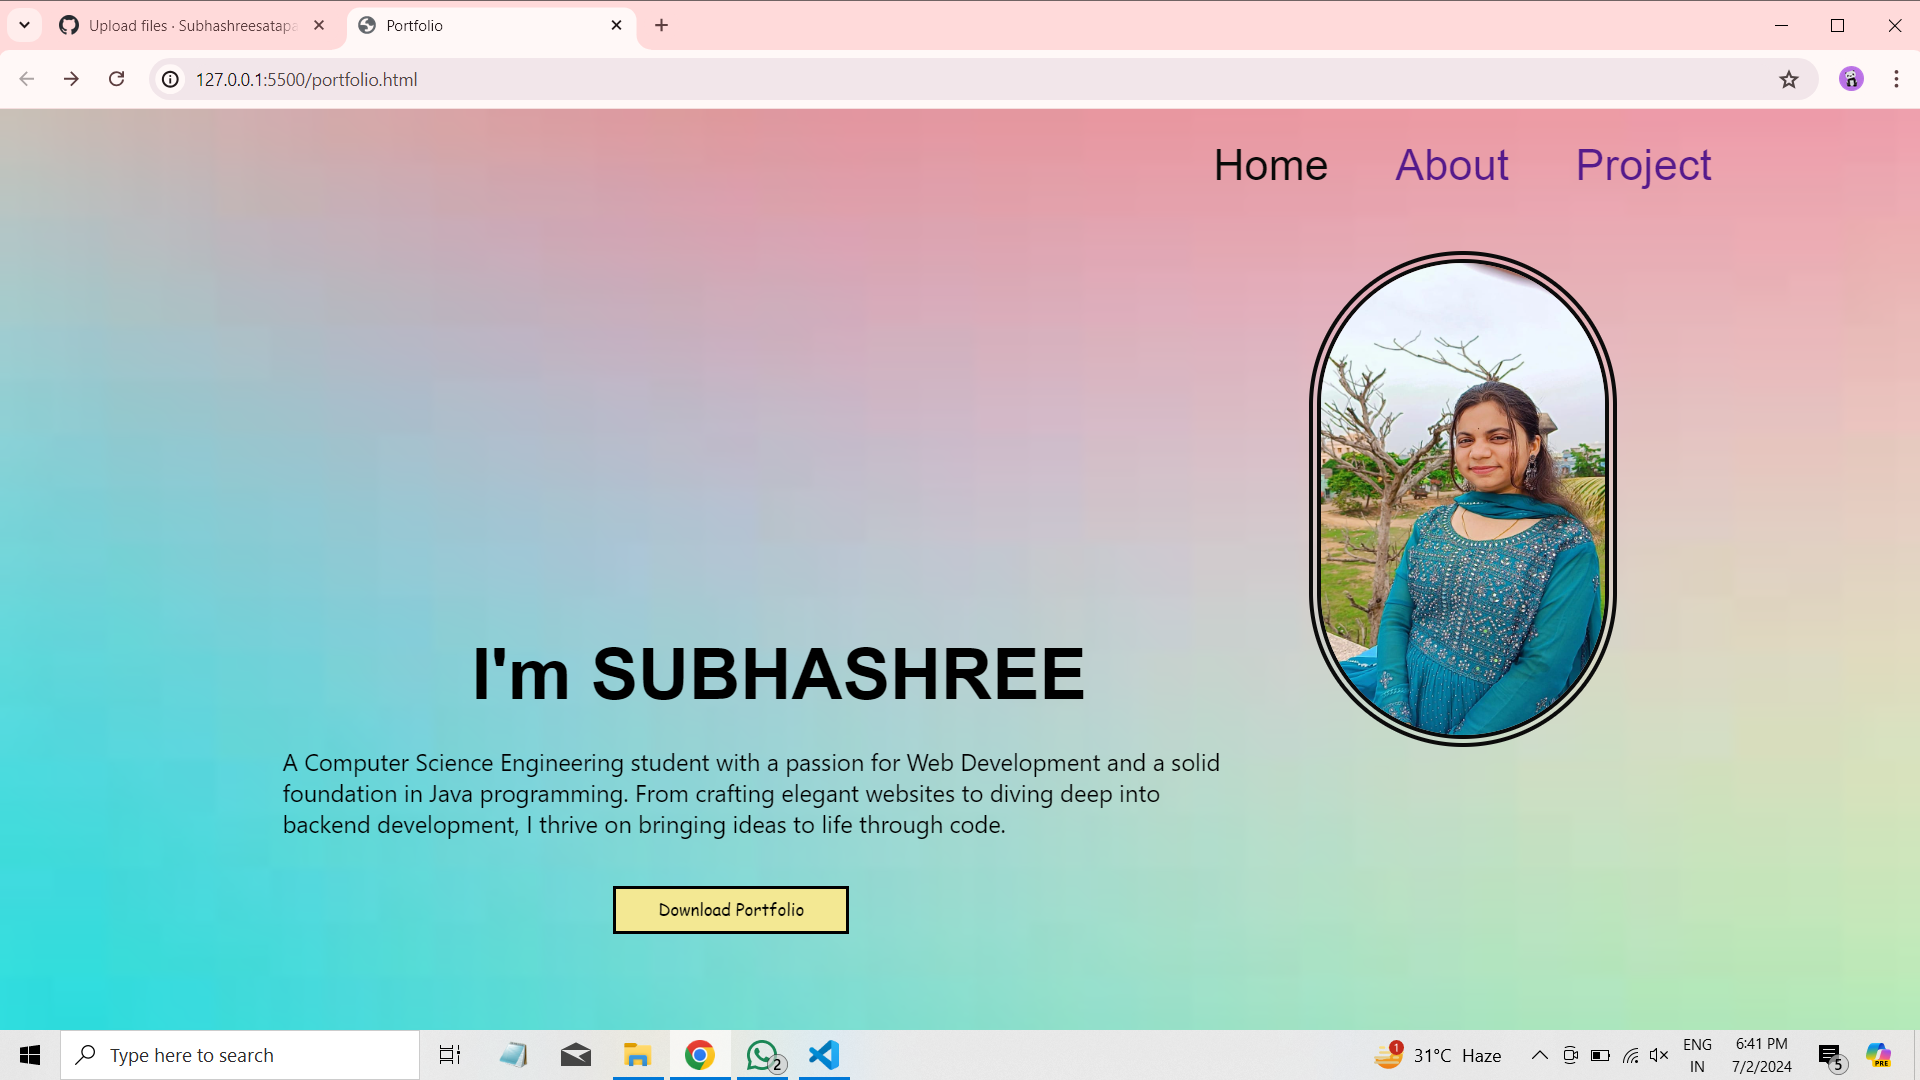 Upload files · Subhashreesatapa
Portfolio
127.0.0.1:5500/portfolio.html
Home About Project
I'm SUBHASHREE
A Computer Science Engineering student with a passion for Web Development and a solid
foundation in Java programming. From crafting elegant websites to diving deep into
backend development, I thrive on bringing ideas to life through code.
Download Portfolio
Type here to search
2
1
31°C Haze
ENG
IN
6:41 PM
7/2/2024
5
PRE